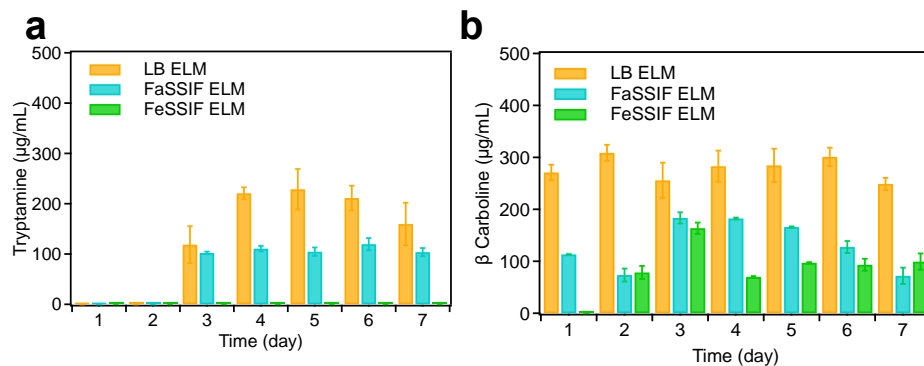 a
Tryptamine (µg/mL)
500
400
300
200
100
0
LB ELM
FaSSIF ELM
FeSSIF ELM
1 2 3 4 5 6 7
Time (day)
b
β Carboline (µg/mL)
500
400
300
200
100
0
LB ELM
FaSSIF ELM
FeSSIF ELM
1 2 3 4 5 6 7
Time (day)